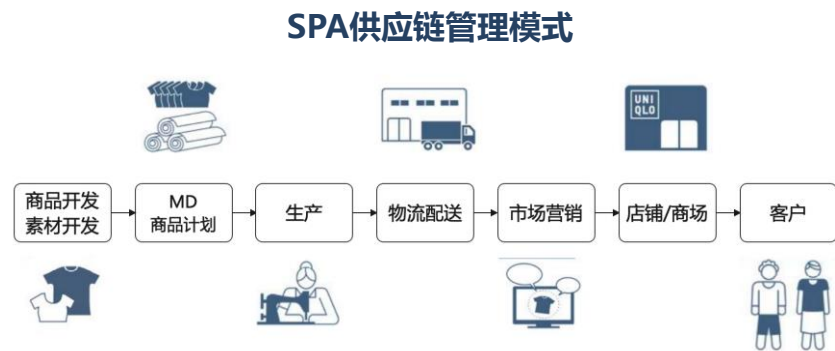 SPA供应链管理模式
UNI
QLO
商品开发
素材开发
MD
商品计划
生产
物流配送
市场营销
店铺/商场
客户